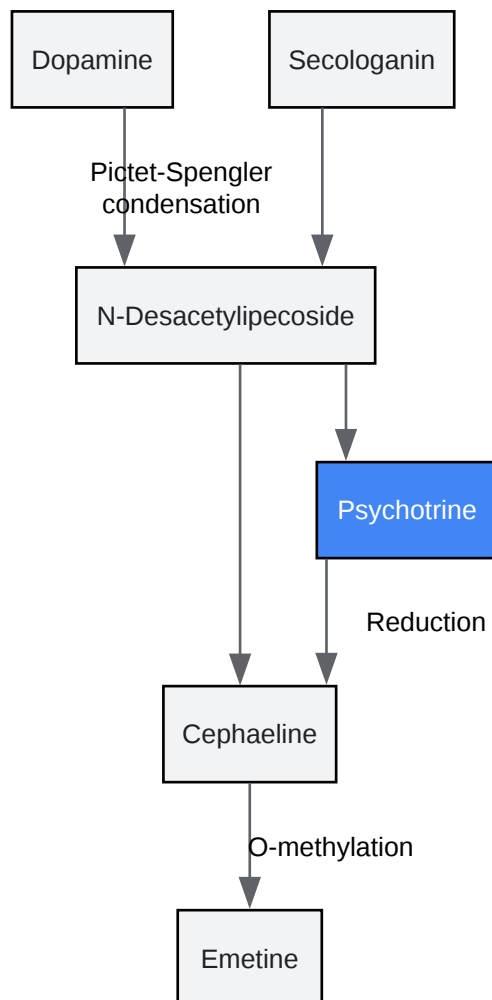 Dopamine
Secologanin
Pictet-Spengler
condensation
N-Desacetylipecoside
Psychotrine
Reduction
Cephaeline
O-methylation
Emetine